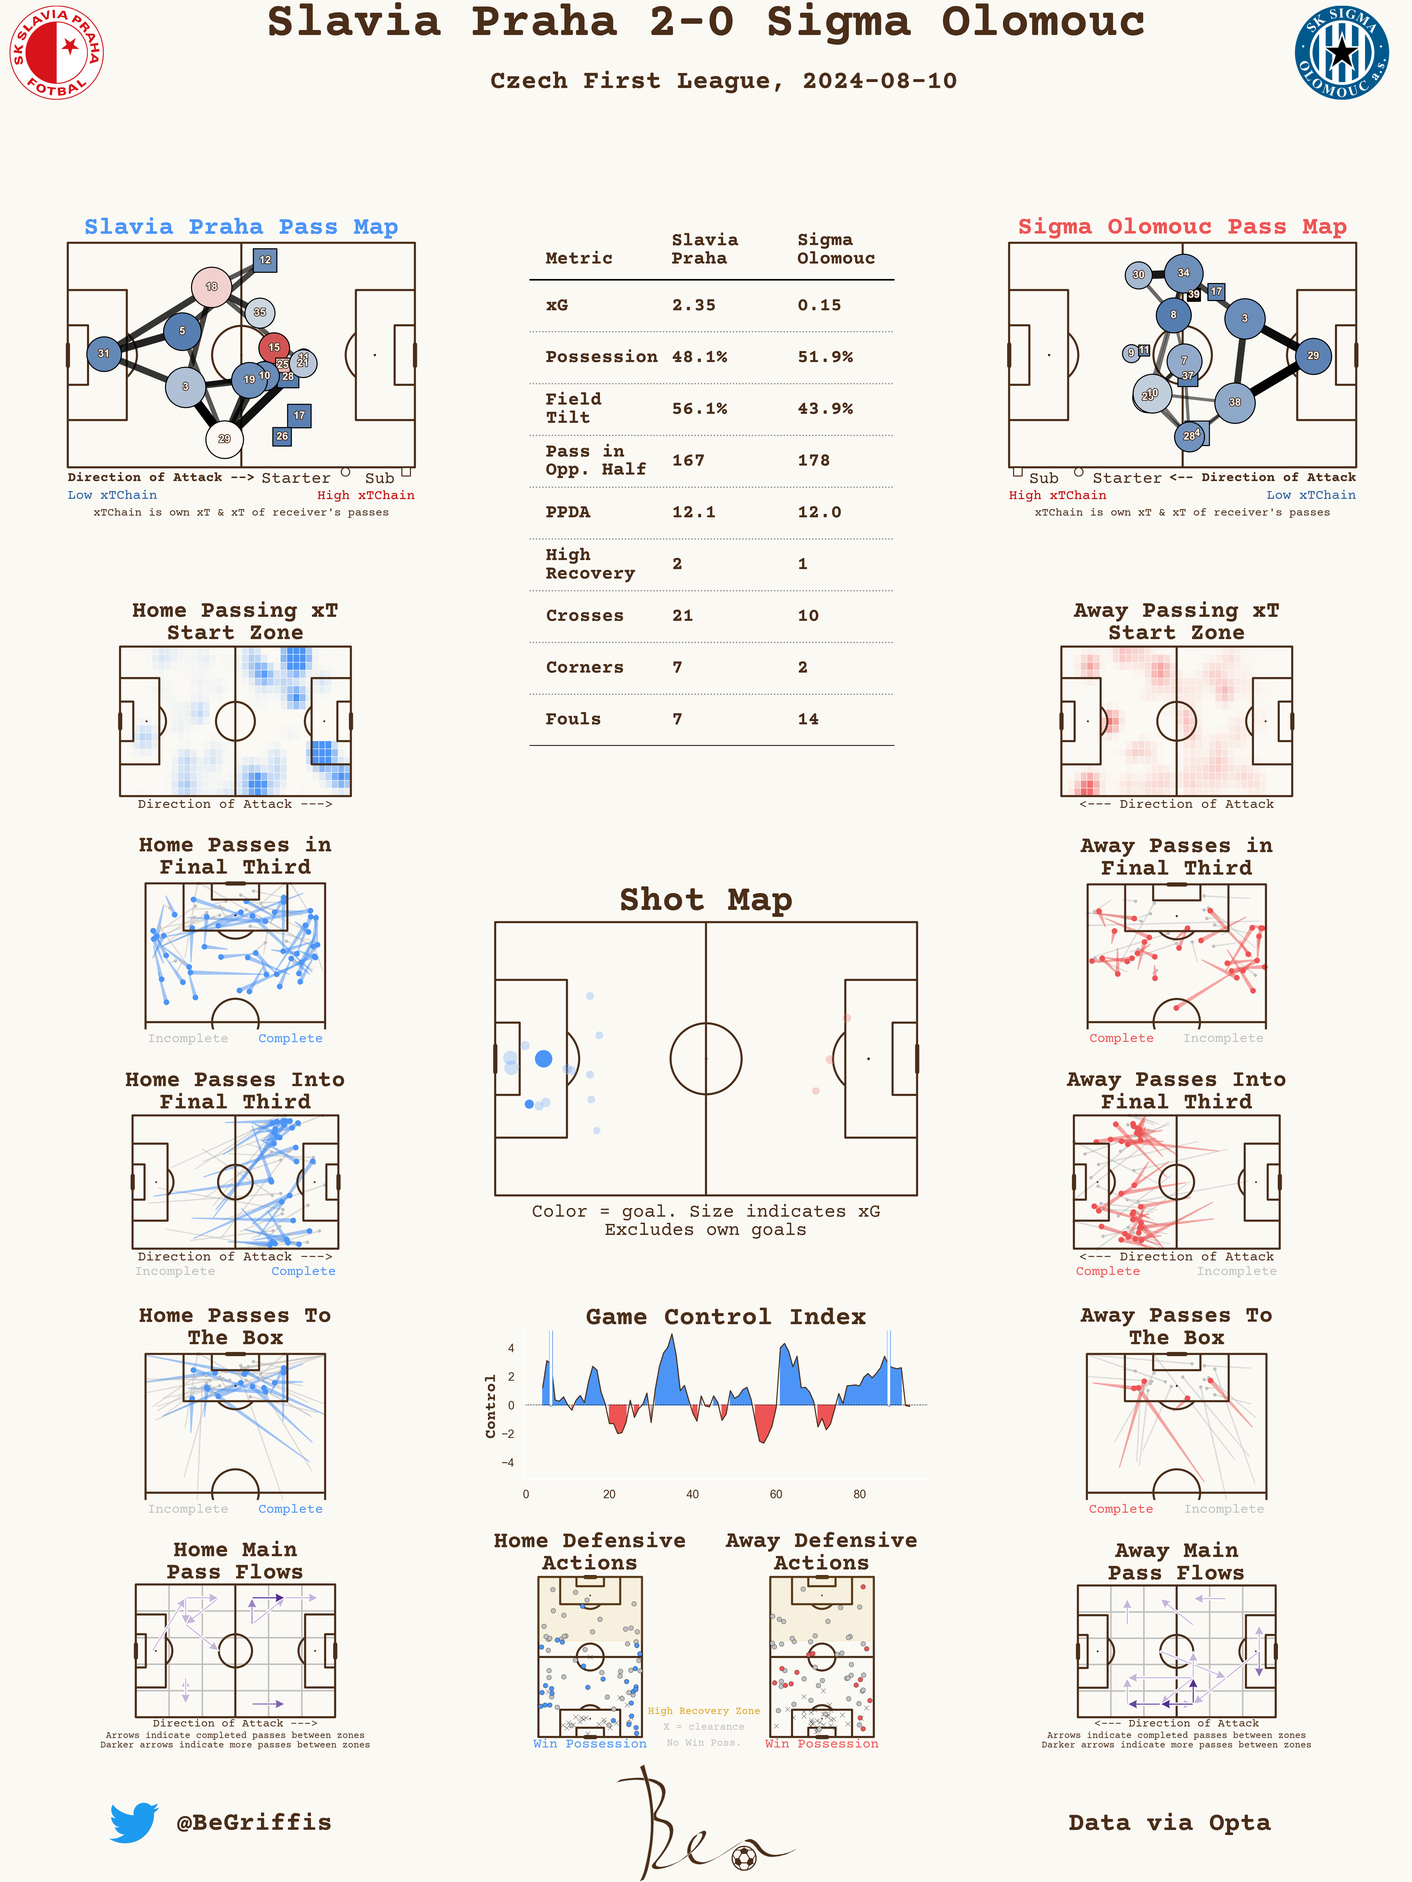 Slavia Praha 2-0 Sigma Olomouc
Czech First League, 2024-08-10
SK SLAVIA PRAHA
FOTBAL
SK SIGMA
OLOMOUC a.s.
Slavia Praha Pass Map
12
18
35
5
31
15
25
11
21
3
19
10
28
17
26
29
Direction of Attack --> Starter Sub
Low xTChain High xTChain
xTChain is own xT & xT of receiver's passes
Metric Slavia Praha Sigma Olomouc
xG 2.35 0.15
Possession 48.1% 51.9%
Field Tilt 56.1% 43.9%
Pass in Opp. Half 167 178
PPDA 12.1 12.0
High Recovery 2 1
Crosses 21 10
Corners 7 2
Fouls 7 14
Sigma Olomouc Pass Map
30
34
39
17
8
3
9
11
7
29
37
10
38
28
Sub Starter <-- Direction of Attack
High xTChain Low xTChain
xTChain is own xT & xT of receiver's passes
Home Passing xT
Start Zone
Direction of Attack --->
Away Passing xT
Start Zone
<--- Direction of Attack
Home Passes in
Final Third
Incomplete Complete
Away Passes in
Final Third
Complete Incomplete
Shot Map
Color = goal. Size indicates xG
Excludes own goals
Home Passes Into
Final Third
Direction of Attack --->
Incomplete Complete
Away Passes Into
Final Third
<--- Direction of Attack
Complete Incomplete
Home Passes To
The Box
Incomplete Complete
Game Control Index
Control
4
2
0
−2
−4
0 20 40 60 80
Away Passes To
The Box
Complete Incomplete
Home Main
Pass Flows
Direction of Attack --->
Arrows indicate completed passes between zones
Darker arrows indicate more passes between zones
Home Defensive
Actions
Win Possession
Away Defensive
Actions
Win Possession
High Recovery Zone
X = clearance
No Win Poss.
Away Main
Pass Flows
<--- Direction of Attack
Arrows indicate completed passes between zones
Darker arrows indicate more passes between zones
@BeGriffis
Ben
Data via Opta